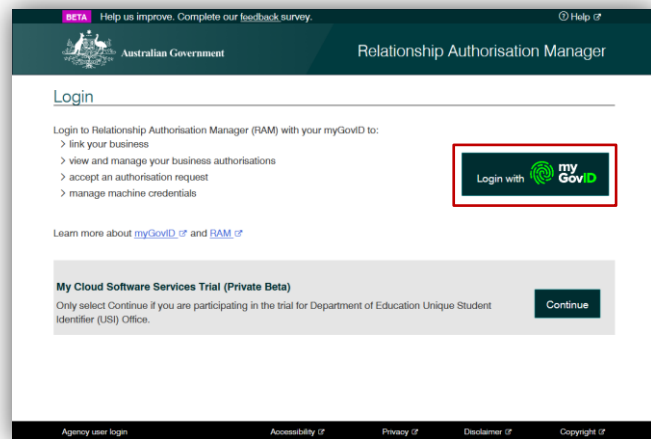 BETA Help us improve. Complete our feedback survey. Help
Australian Government
Relationship Authorisation Manager
Login
Login to Relationship Authorisation Manager (RAM) with your myGovID to:
> link your business
> view and manage your business authorisations
> accept an authorisation request
> manage machine credentials
Login with my GovID
Learn more about myGovID and RAM
My Cloud Software Services Trial (Private Beta)
Only select Continue if you are participating in the trial for Department of Education Unique Student
Identifier (USI) Office.
Continue
Agency user login Accessibility Privacy Disclaimer Copyright